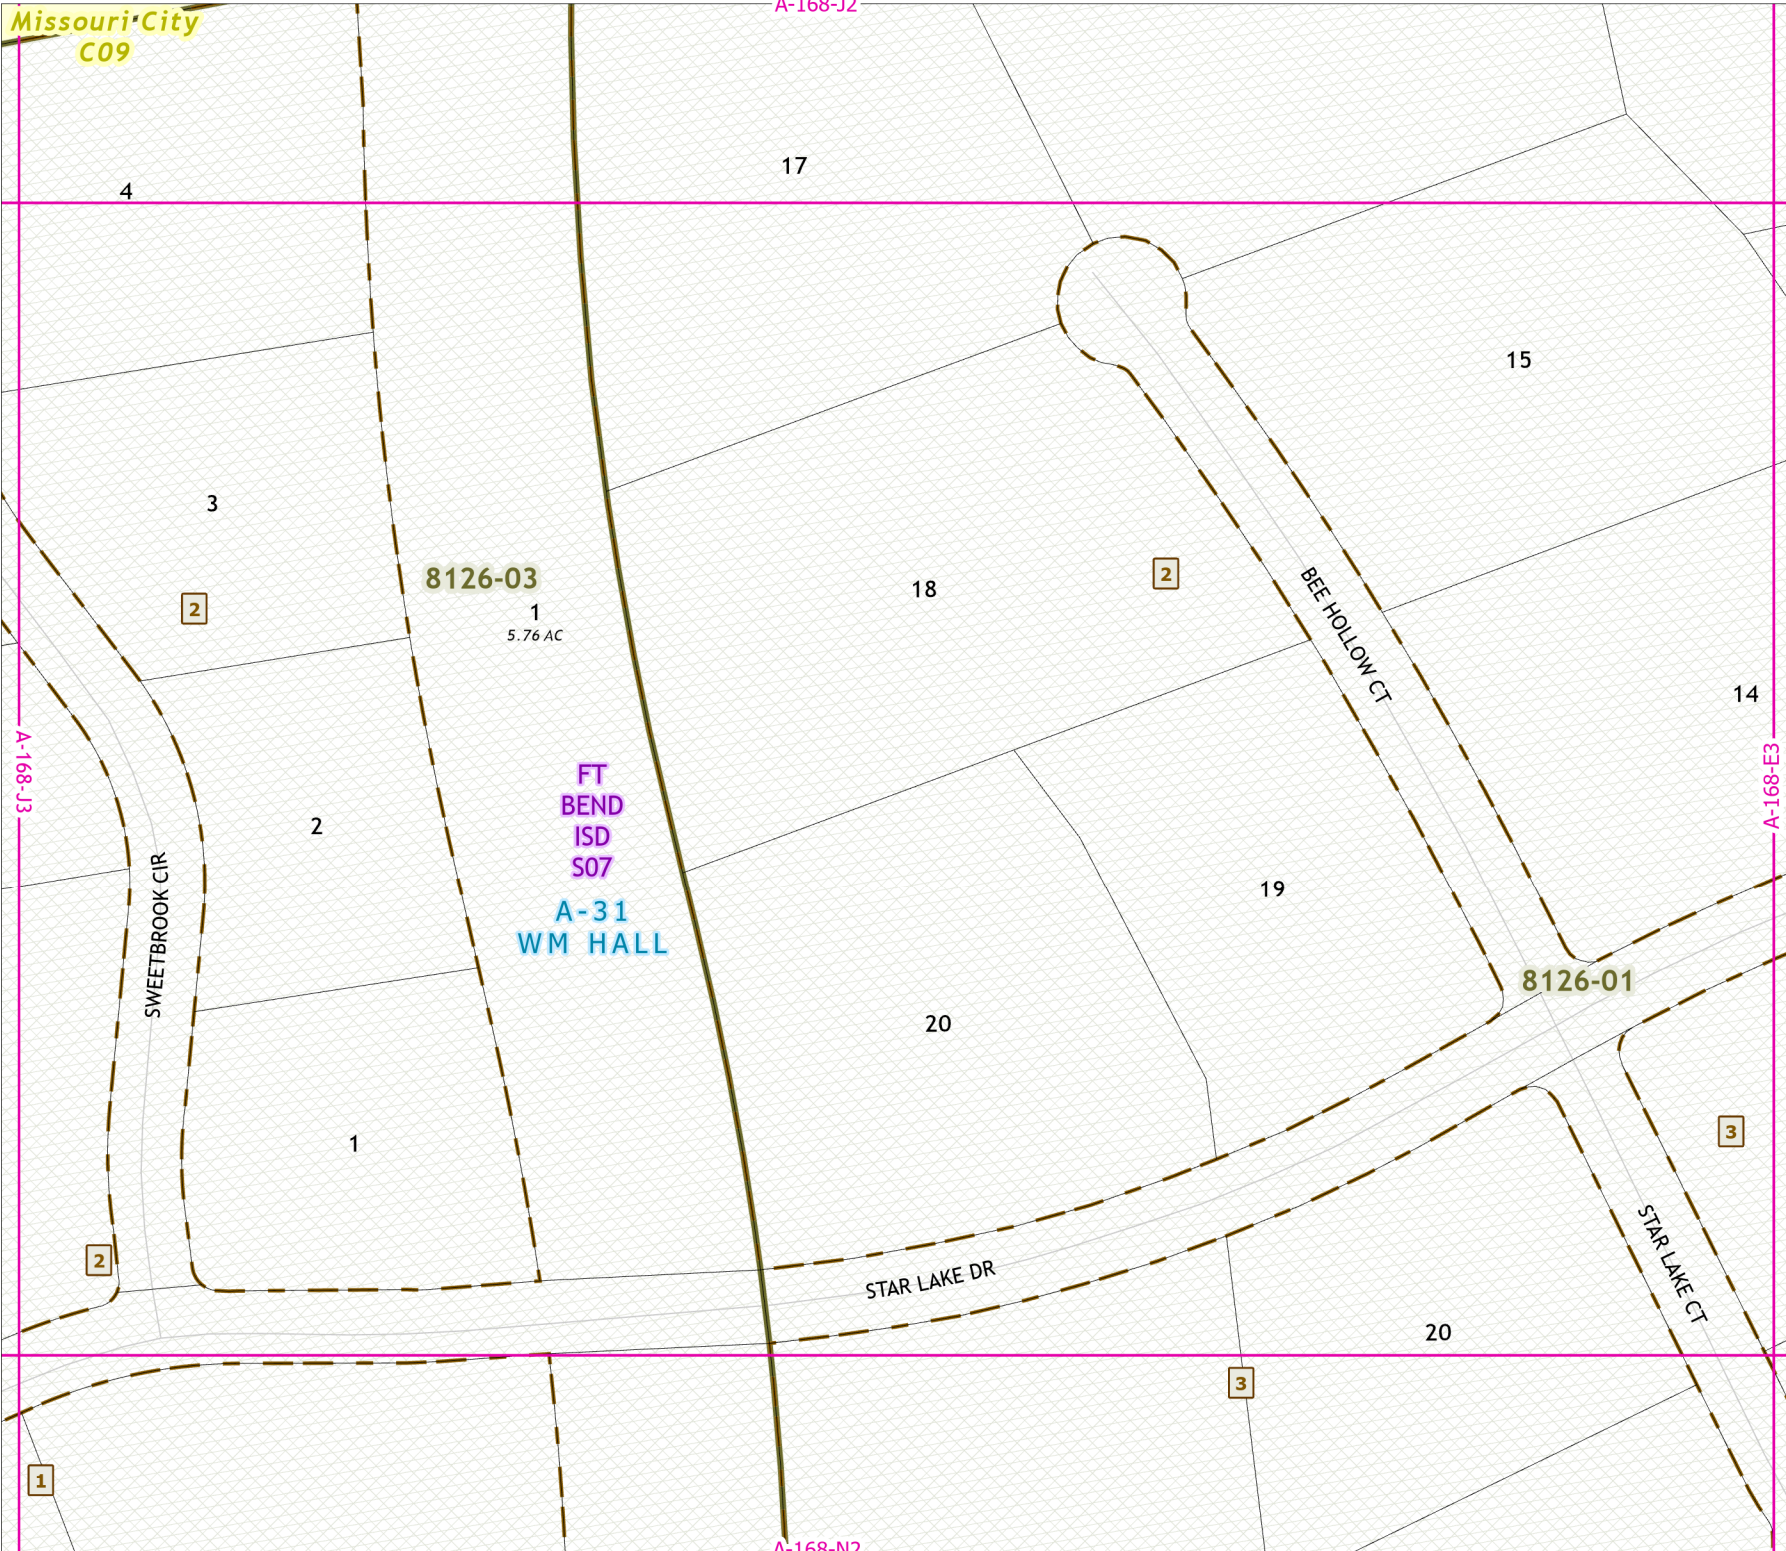 A-168-J2
Missouri City
C09
17
4
15
3
8126-03
2
18
2
1
5.76 AC
BEE HOLLOW CT
14
A-168-J3
A-168-E3
FT
BEND
ISD
S07
2
19
A-31
WM HALL
SWEETBROOK CIR
8126-01
20
3
1
2
STAR LAKE DR
STAR LAKE CT
20
3
1
A-168-N2